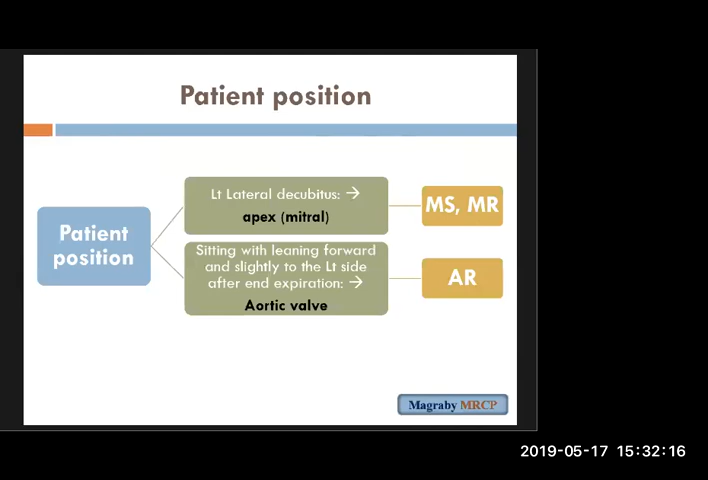 Patient position
Patient
position
Lt Lateral decubitus: →
apex (mitral)
MS, MR
Sitting with leaning forward
and slightly to the Lt side
after end expiration: →
Aortic valve
AR
Magraby MRCP
2019-05-17 15:32:16